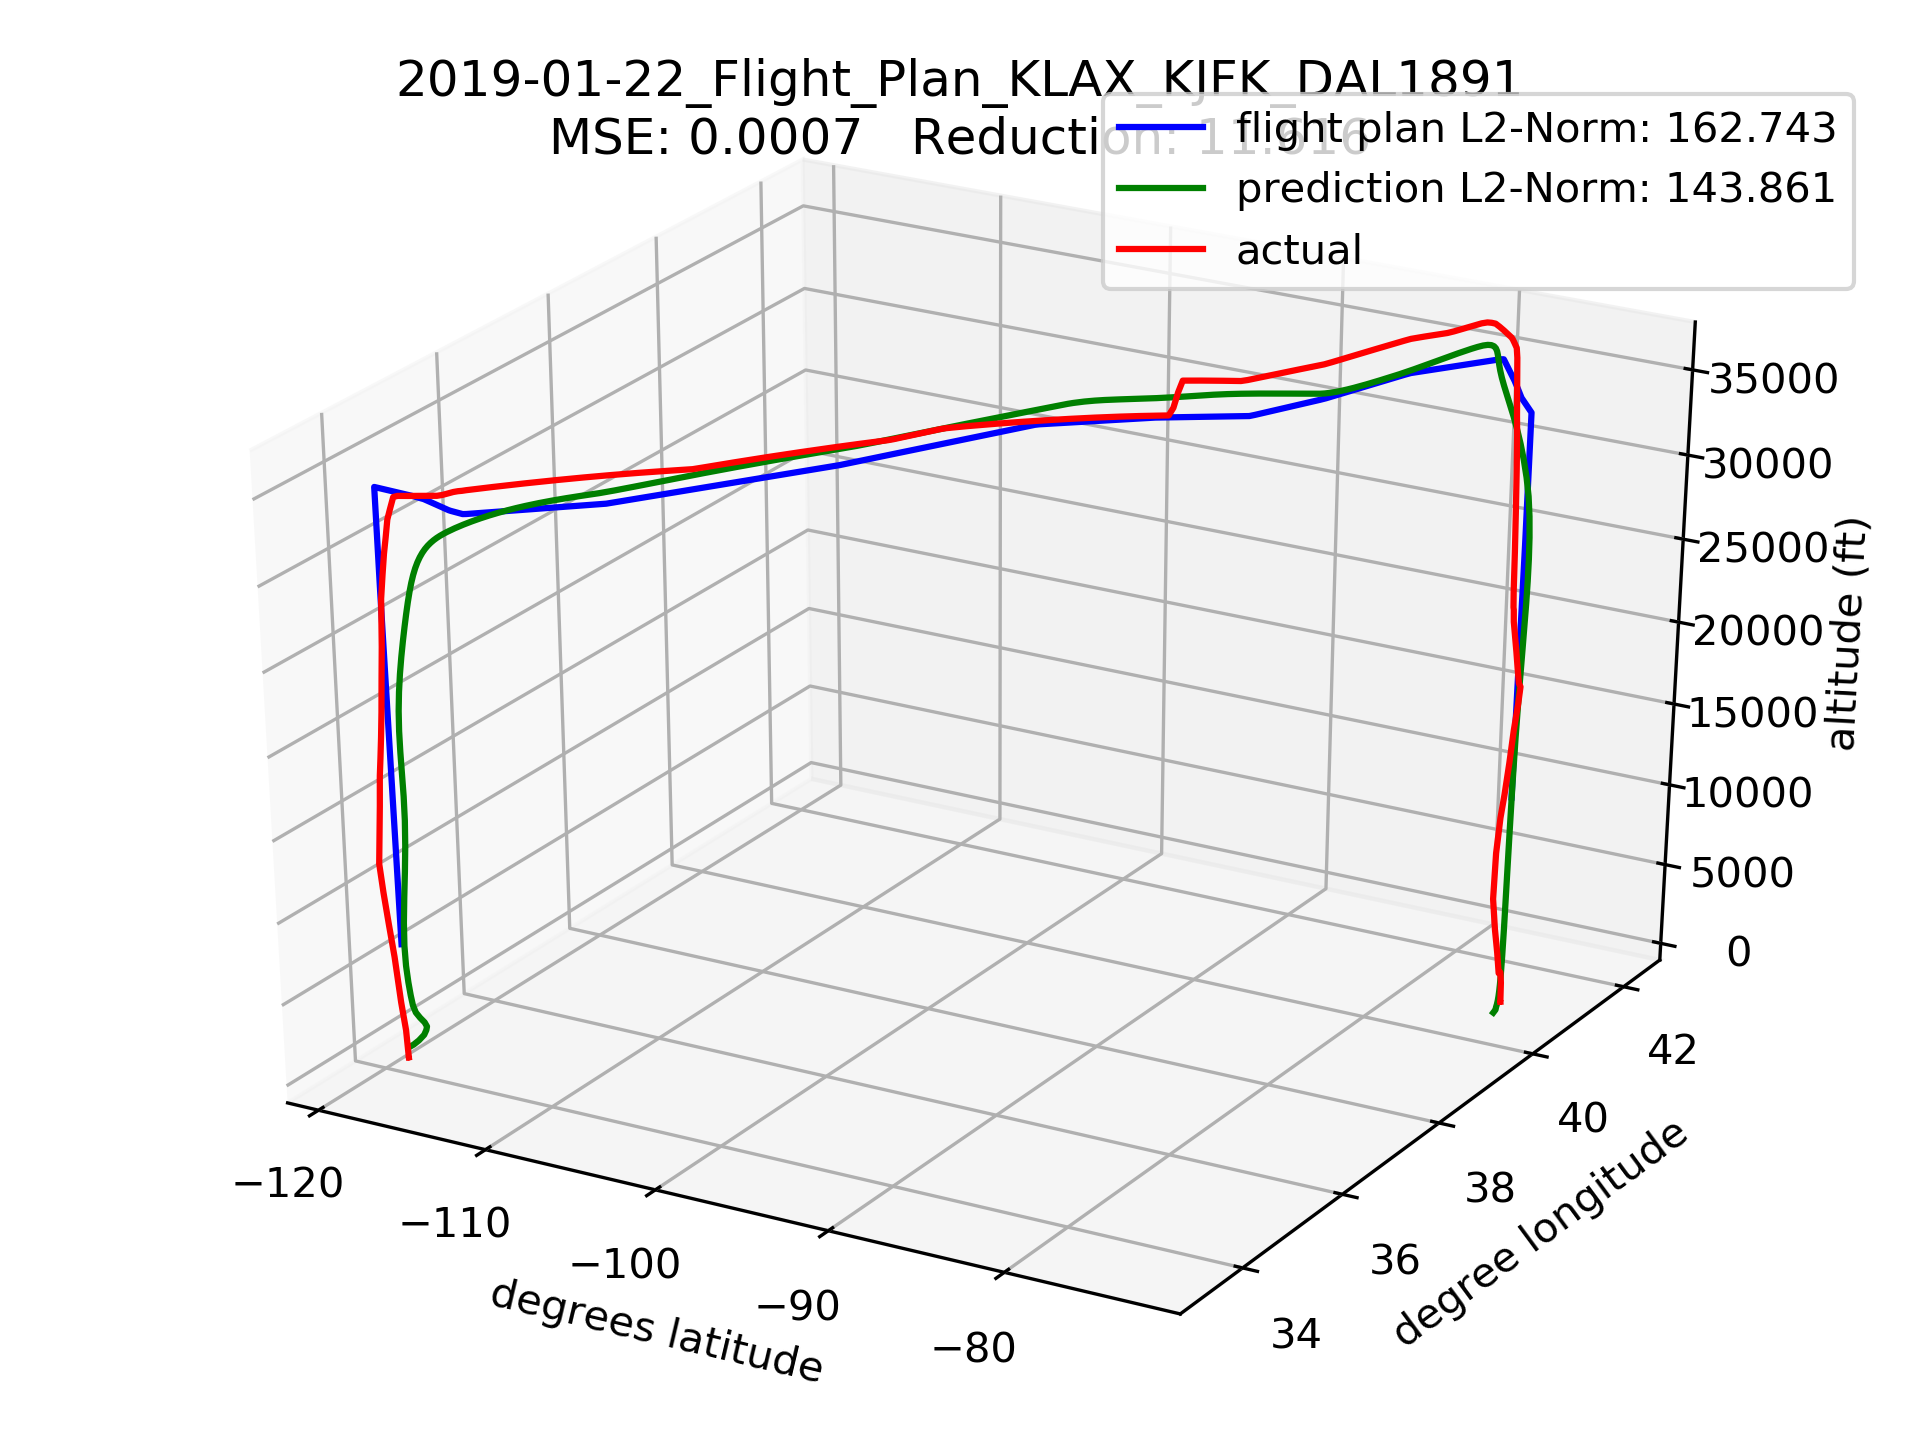 2019-01-22_Flight_Plan_KLAX_KJFK_DAL1891
MSE: 0.0007 Reduction: 11.616
flight plan L2-Norm: 162.743
prediction L2-Norm: 143.861
actual
35000
30000
25000
20000
15000
10000
5000
0
altitude (ft)
42
40
38
36
34
degree longitude
−120
−110
−100
−90
−80
degrees latitude